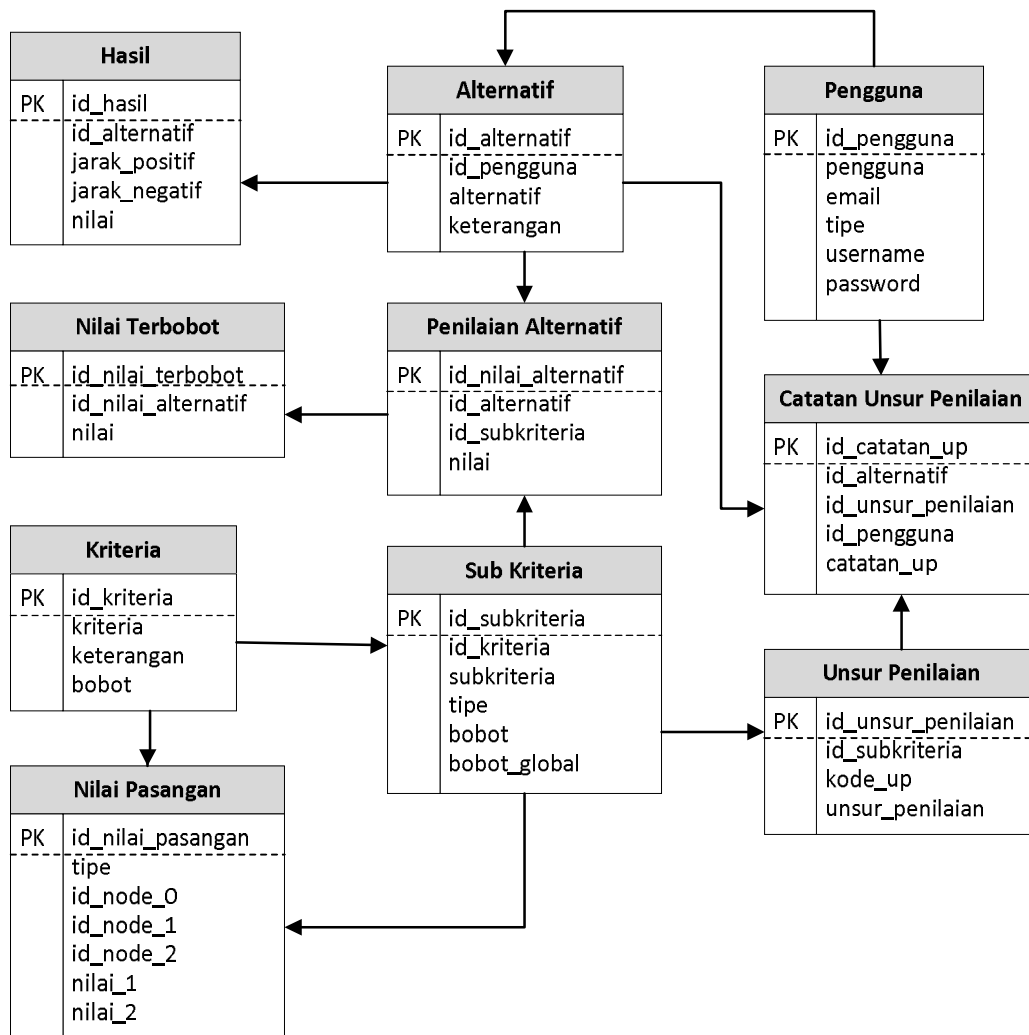 Hasil
PK id_hasil
id_alternatif
jarak_positif
jarak_negatif
nilai
Alternatif
PK id_alternatif
id_pengguna
alternatif
keterangan
Pengguna
PK id_pengguna
pengguna
email
tipe
username
password
Nilai Terbobot
PK id_nilai_terbobot
id_nilai_alternatif
nilai
Penilaian Alternatif
PK id_nilai_alternatif
id_alternatif
id_subkriteria
nilai
Catatan Unsur Penilaian
PK id_catatan_up
id_alternatif
id_unsur_penilaian
id_pengguna
catatan_up
Kriteria
PK id_kriteria
kriteria
keterangan
bobot
Sub Kriteria
PK id_subkriteria
id_kriteria
subkriteria
tipe
bobot
bobot_global
Unsur Penilaian
PK id_unsur_penilaian
id_subkriteria
kode_up
unsur_penilaian
Nilai Pasangan
PK id_nilai_pasangan
tipe
id_node_0
id_node_1
id_node_2
nilai_1
nilai_2